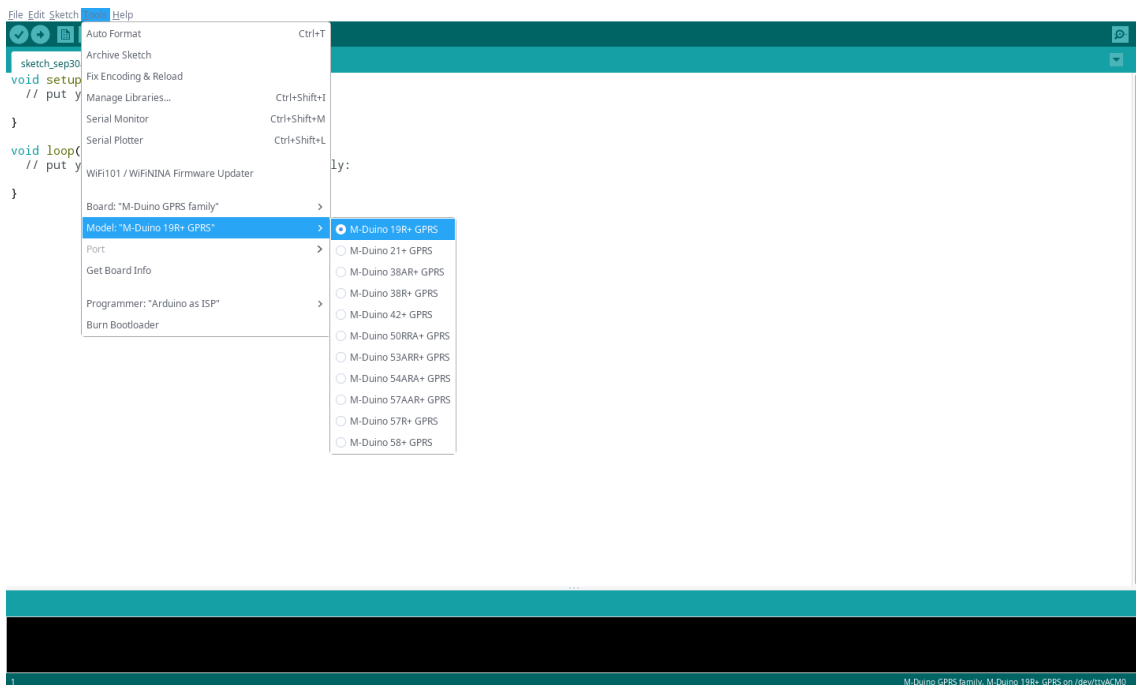 File Edit Sketch Tools Help
Auto Format Ctrl+T
Archive Sketch
sketch_sep30
Fix Encoding & Reload
void setup
// put y
Manage Libraries... Ctrl+Shift+I
Serial Monitor Ctrl+Shift+M
}
Serial Plotter Ctrl+Shift+L
void loop(
// put y ly:
WiFi101 / WiFiNINA Firmware Updater
}
Board: "M-Duino GPRS family"
Model: "M-Duino 19R+ GPRS"
Port
Get Board Info
Programmer: "Arduino as ISP"
Burn Bootloader
M-Duino 19R+ GPRS
M-Duino 21+ GPRS
M-Duino 38AR+ GPRS
M-Duino 38R+ GPRS
M-Duino 42+ GPRS
M-Duino 50RRA+ GPRS
M-Duino 53ARR+ GPRS
M-Duino 54ARA+ GPRS
M-Duino 57AAR+ GPRS
M-Duino 57R+ GPRS
M-Duino 58+ GPRS
1 M-Duino GPRS family, M-Duino 19R+ GPRS on /dev/ttyACM0